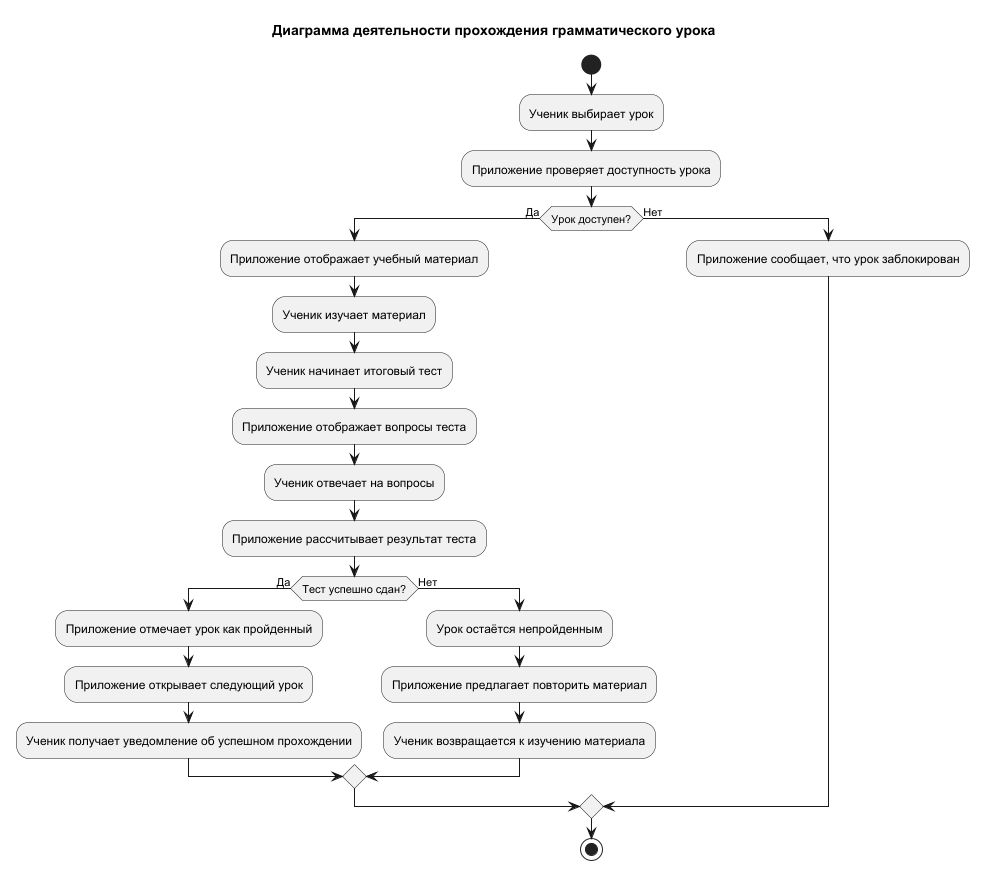 Диаграмма деятельности прохождения грамматического урока
Ученик выбирает урок
Приложение проверяет доступность урока
Да
Урок доступен?
Нет
Приложение отображает учебный материал
Приложение сообщает, что урок заблокирован
Ученик изучает материал
Ученик начинает итоговый тест
Приложение отображает вопросы теста
Ученик отвечает на вопросы
Приложение рассчитывает результат теста
Да
Тест успешно сдан?
Нет
Приложение отмечает урок как пройденный
Урок остаётся непройденным
Приложение открывает следующий урок
Приложение предлагает повторить материал
Ученик получает уведомление об успешном прохождении
Ученик возвращается к изучению материала